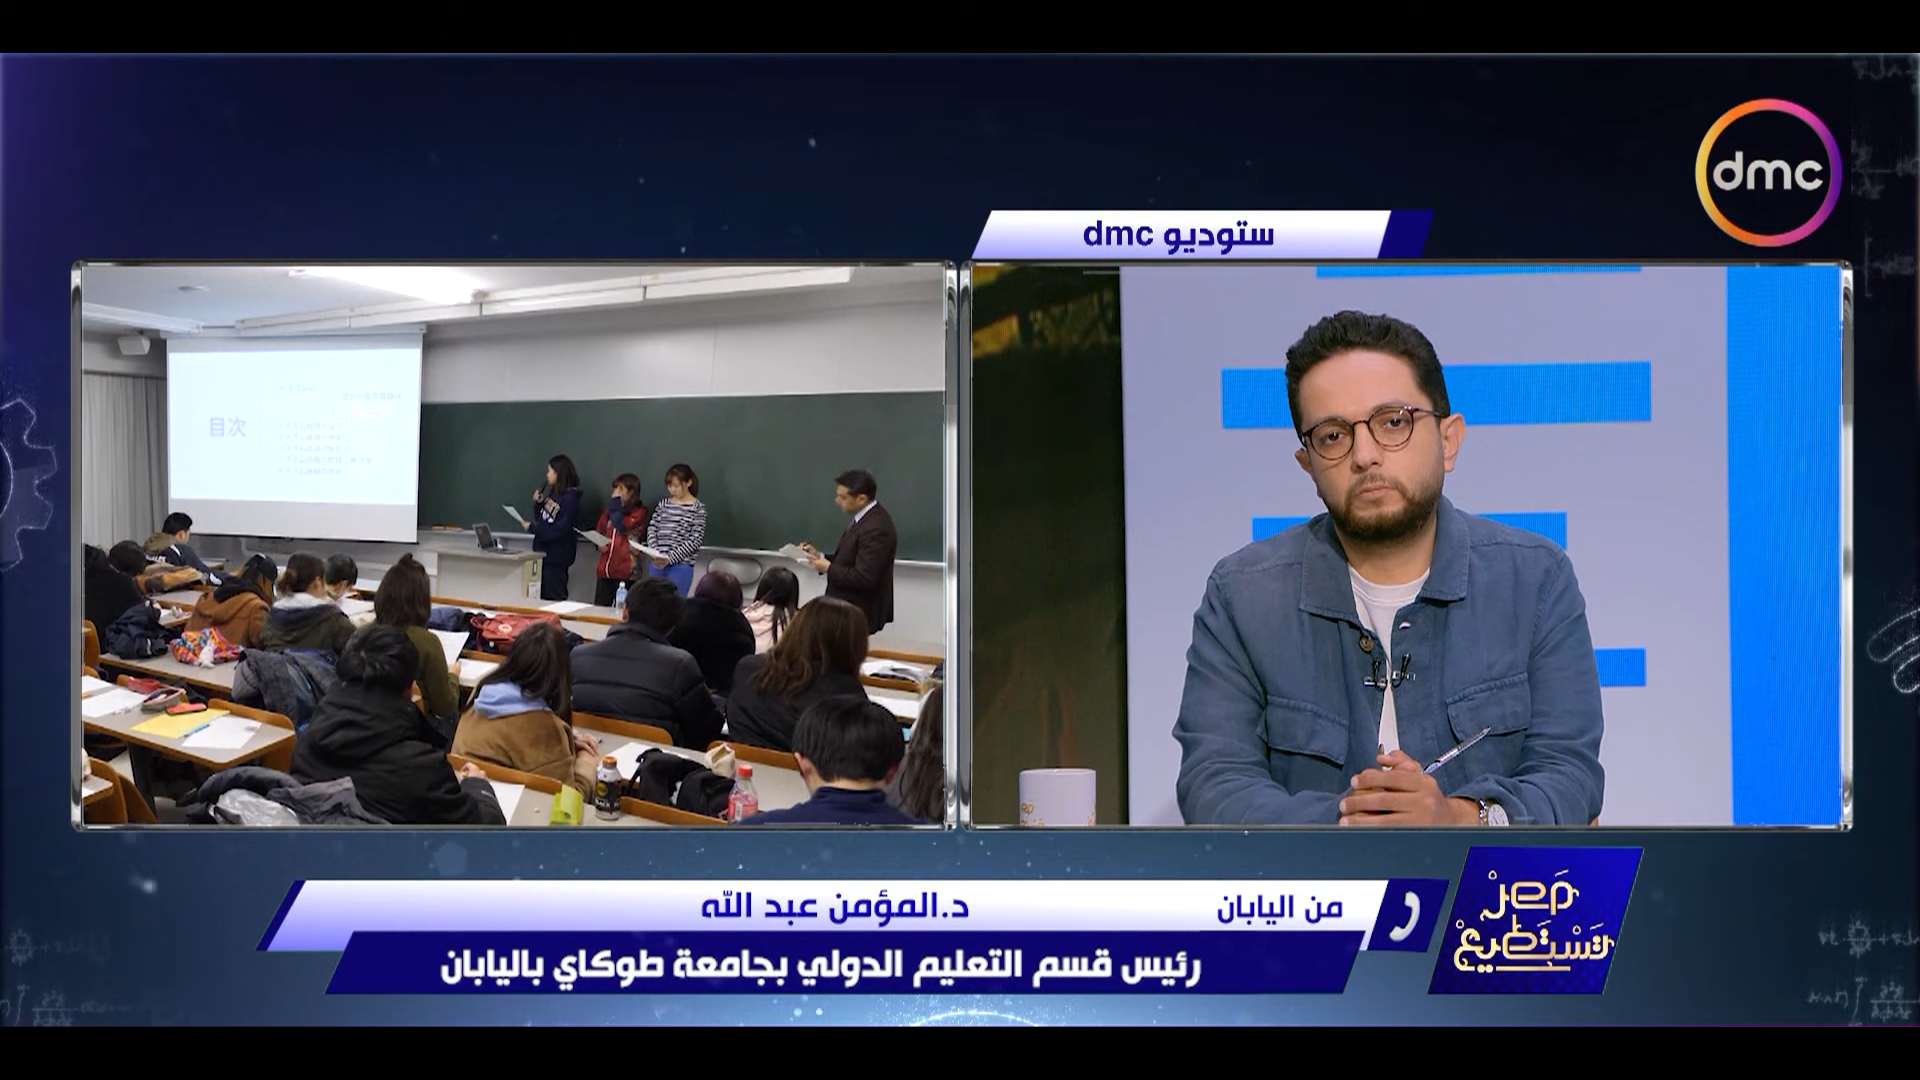 dmc
ستوديو dmc
目次
من اليابان
د.المؤمن عبد الله
رئيس قسم التعليم الدولي بجامعة طوكاي باليابان
مصر
تستطيع